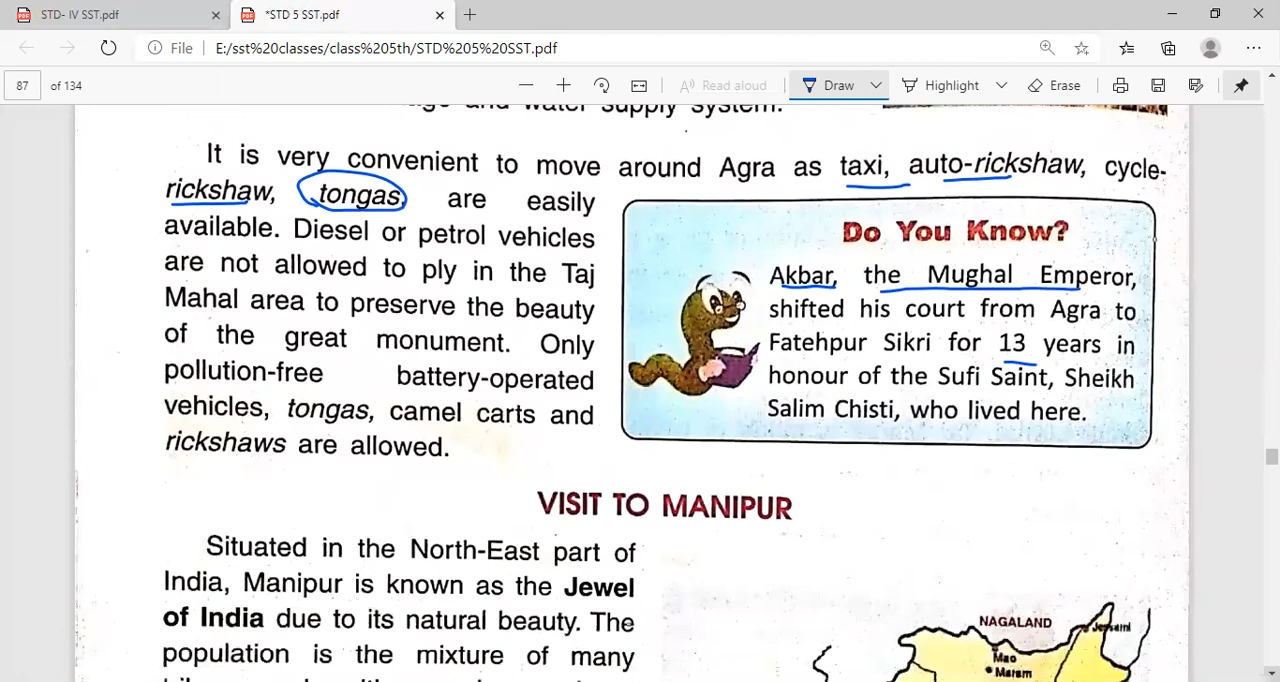 STD- IV SST.pdf
*STD 5 SST.pdf
File
E:/sst%20classes/class%205th/STD%205%20SST.pdf
87 of 134
Read aloud
Draw
Highlight
Erase
and water supply system.
It is very convenient to move around Agra as taxi, auto-rickshaw, cycle-
rickshaw, tongas, are easily
available. Diesel or petrol vehicles
are not allowed to ply in the Taj
Mahal area to preserve the beauty
of the great monument. Only
pollution-free battery-operated
vehicles, tongas, camel carts and
rickshaws are allowed.
Do You Know?
Akbar, the Mughal Emperor,
shifted his court from Agra to
Fatehpur Sikri for 13 years in
honour of the Sufi Saint, Sheikh
Salim Chisti, who lived here.
VISIT TO MANIPUR
Situated in the North-East part of
India, Manipur is known as the Jewel
of India due to its natural beauty. The
population is the mixture of many
NAGALAND
Mao
Maram